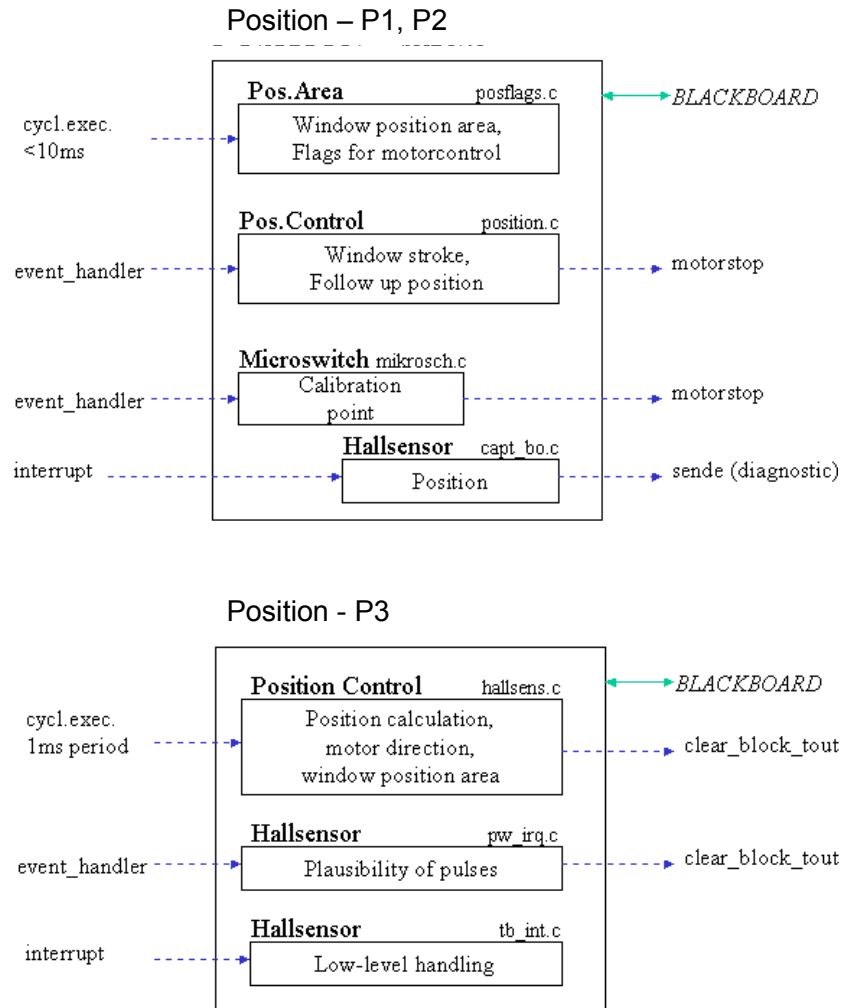 Position – P1, P2
Pos.Area posflags.c
BLACKBOARD
cycl.exec.
<10ms
Window position area,
Flags for motorcontrol
Pos.Control position.c
event_handler
Window stroke,
Follow up position
motorstop
Microswitch mikrosch.c
event_handler
Calibration
point
motorstop
Hallsensor capt_bo.c
interrupt
Position
sende (diagnostic)
Position - P3
Position Control hallsens.c
BLACKBOARD
cycl.exec.
1ms period
Position calculation,
motor direction,
window position area
clear_block_tout
Hallsensor pw_irq.c
event_handler
Plausibility of pulses
clear_block_tout
Hallsensor tb_int.c
interrupt
Low-level handling